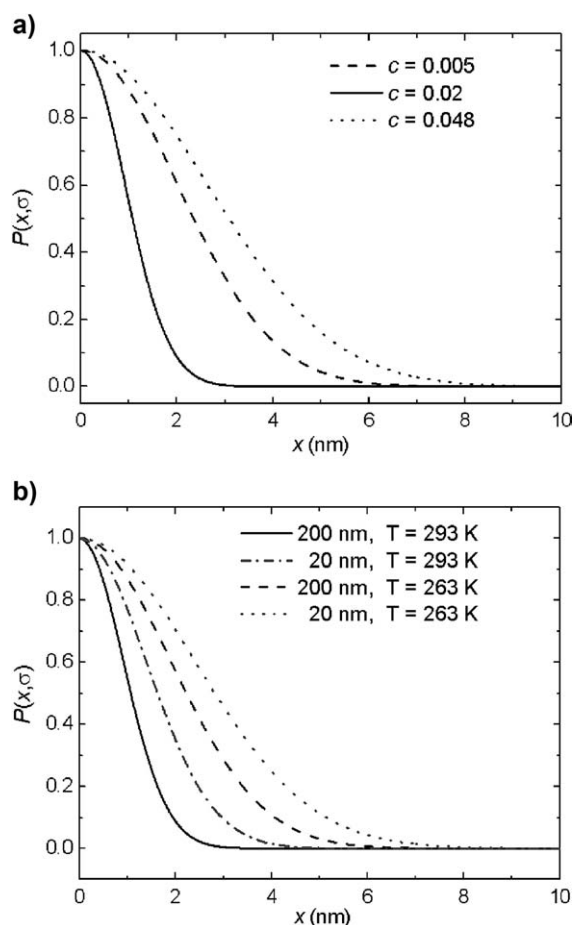 a)
1.0
0.8
0.6
0.4
0.2
0.0
P(x,σ)
c = 0.005
c = 0.02
c = 0.048
0 2 4 6 8 10
x (nm)
b)
1.0
0.8
0.6
0.4
0.2
0.0
P(x,σ)
200 nm, T = 293 K
20 nm, T = 293 K
200 nm, T = 263 K
20 nm, T = 263 K
0 2 4 6 8 10
x (nm)